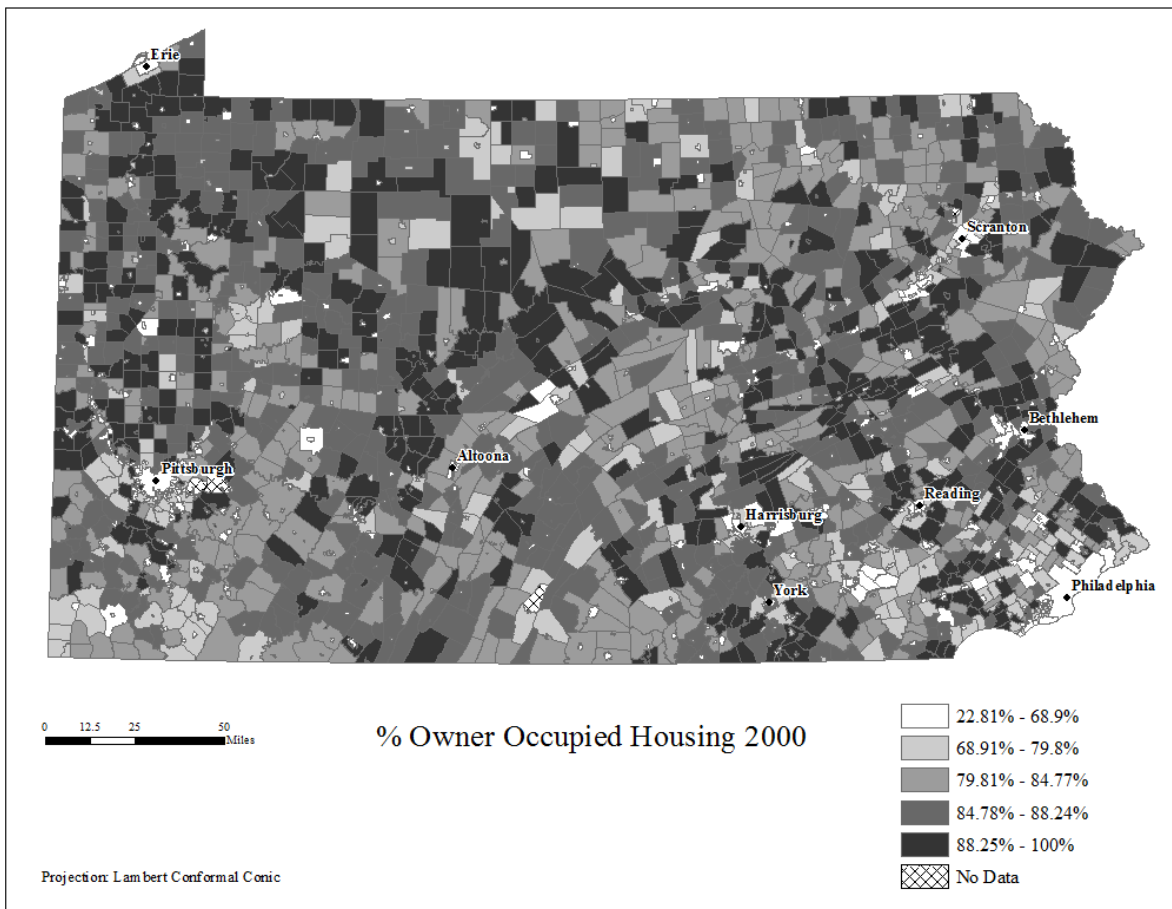 Erie
Scranton
Bethlehem
Altoona
Pittsburgh
Reading
Harrisburg
Philadelphia
York
0 12.5 25 50
Miles
% Owner Occupied Housing 2000
22.81% - 68.9%
68.91% - 79.8%
79.81% - 84.77%
84.78% - 88.24%
88.25% - 100%
No Data
Projection: Lambert Conformal Conic